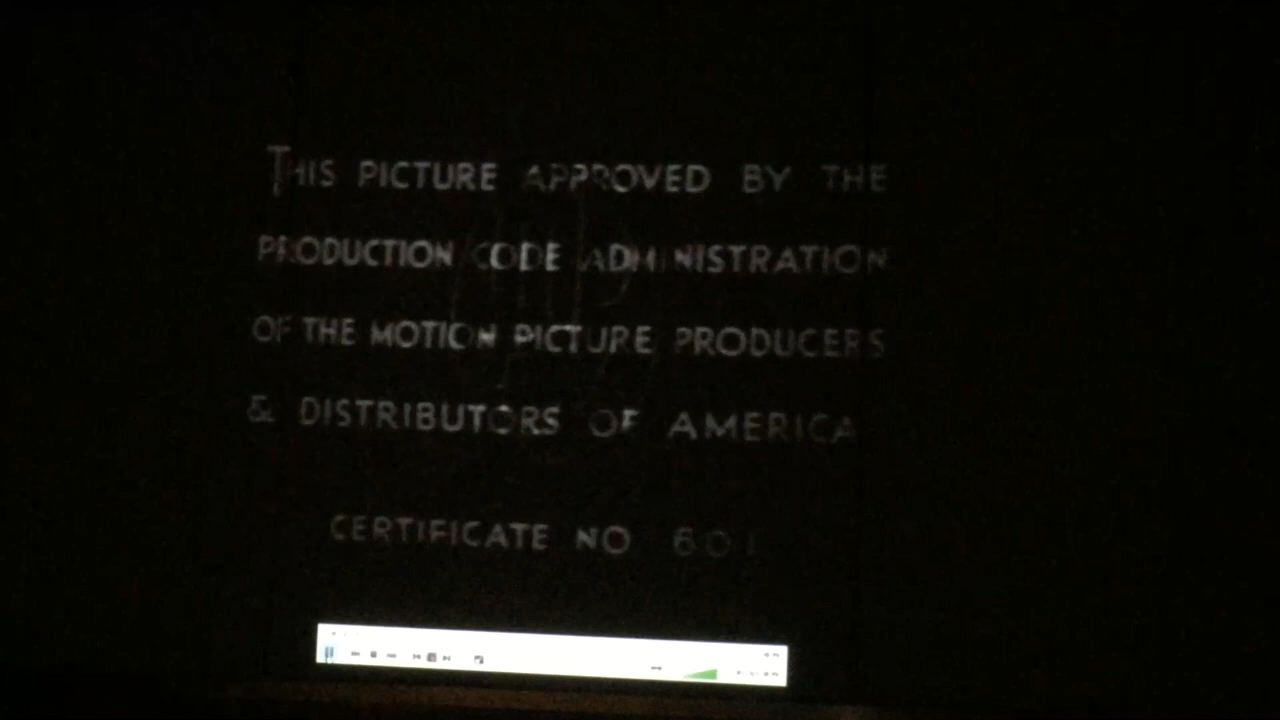 THIS PICTURE APPROVED BY THE
PRODUCTION CODE ADMINISTRATION
OF THE MOTION PICTURE PRODUCERS
& DISTRIBUTORS OF AMERICA
CERTIFICATE NO